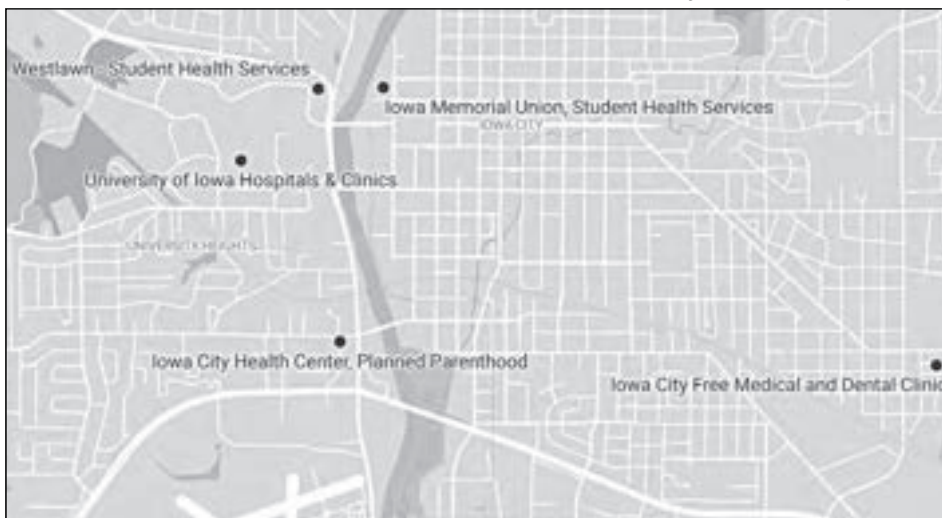 Westlawn - Student Health Services
Iowa Memorial Union, Student Health Services
IOWA CITY
University of Iowa Hospitals & Clinics
UNIVERSITY HEIGHTS
Iowa City Health Center, Planned Parenthood
Iowa City Free Medical and Dental Clinic